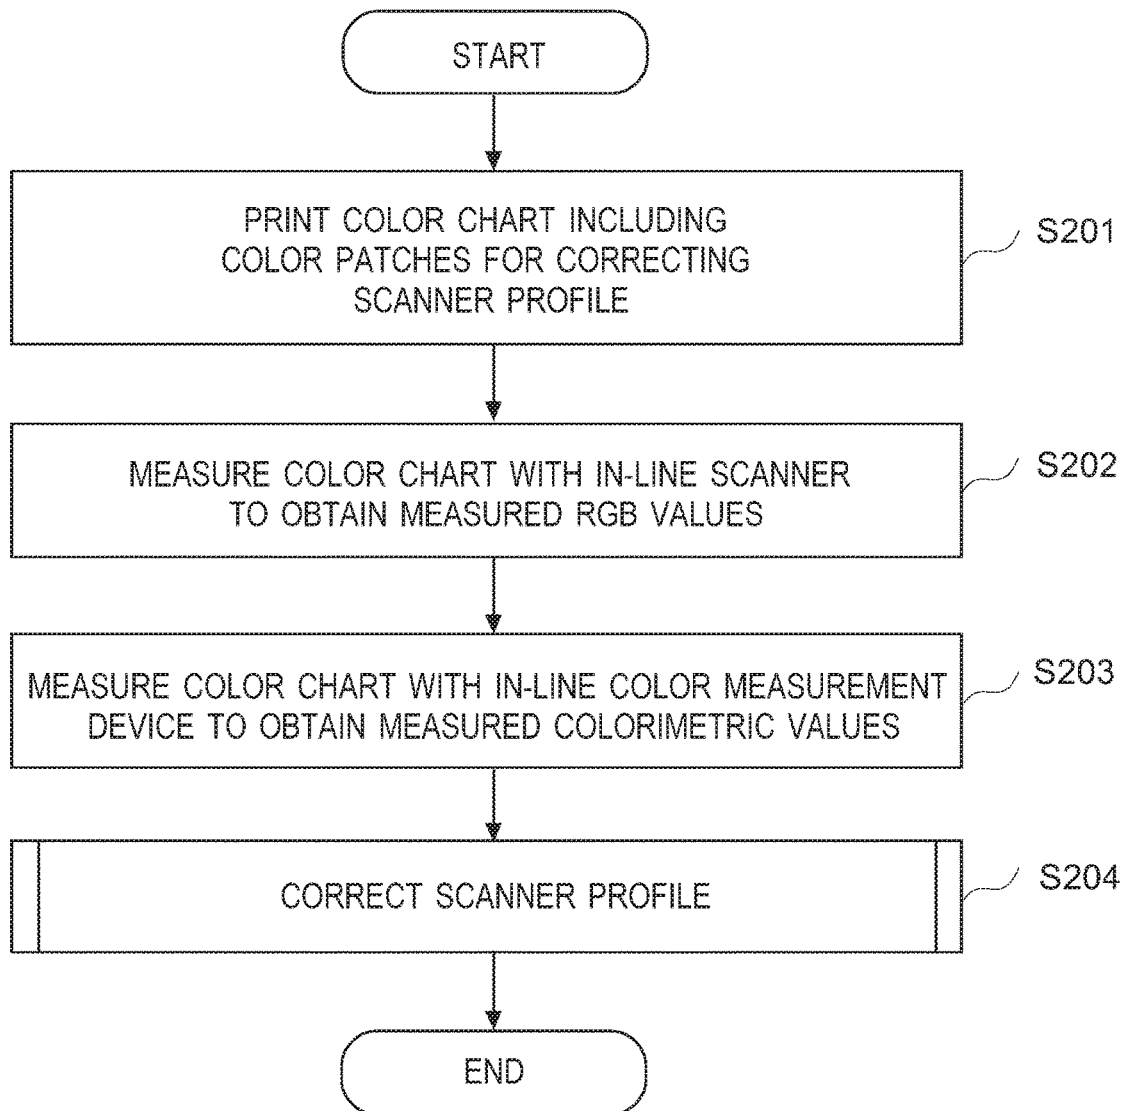 START
PRINT COLOR CHART INCLUDING
COLOR PATCHES FOR CORRECTING
SCANNER PROFILE
S201
MEASURE COLOR CHART WITH IN-LINE SCANNER
TO OBTAIN MEASURED RGB VALUES
S202
MEASURE COLOR CHART WITH IN-LINE COLOR MEASUREMENT
DEVICE TO OBTAIN MEASURED COLORIMETRIC VALUES
S203
CORRECT SCANNER PROFILE
S204
END